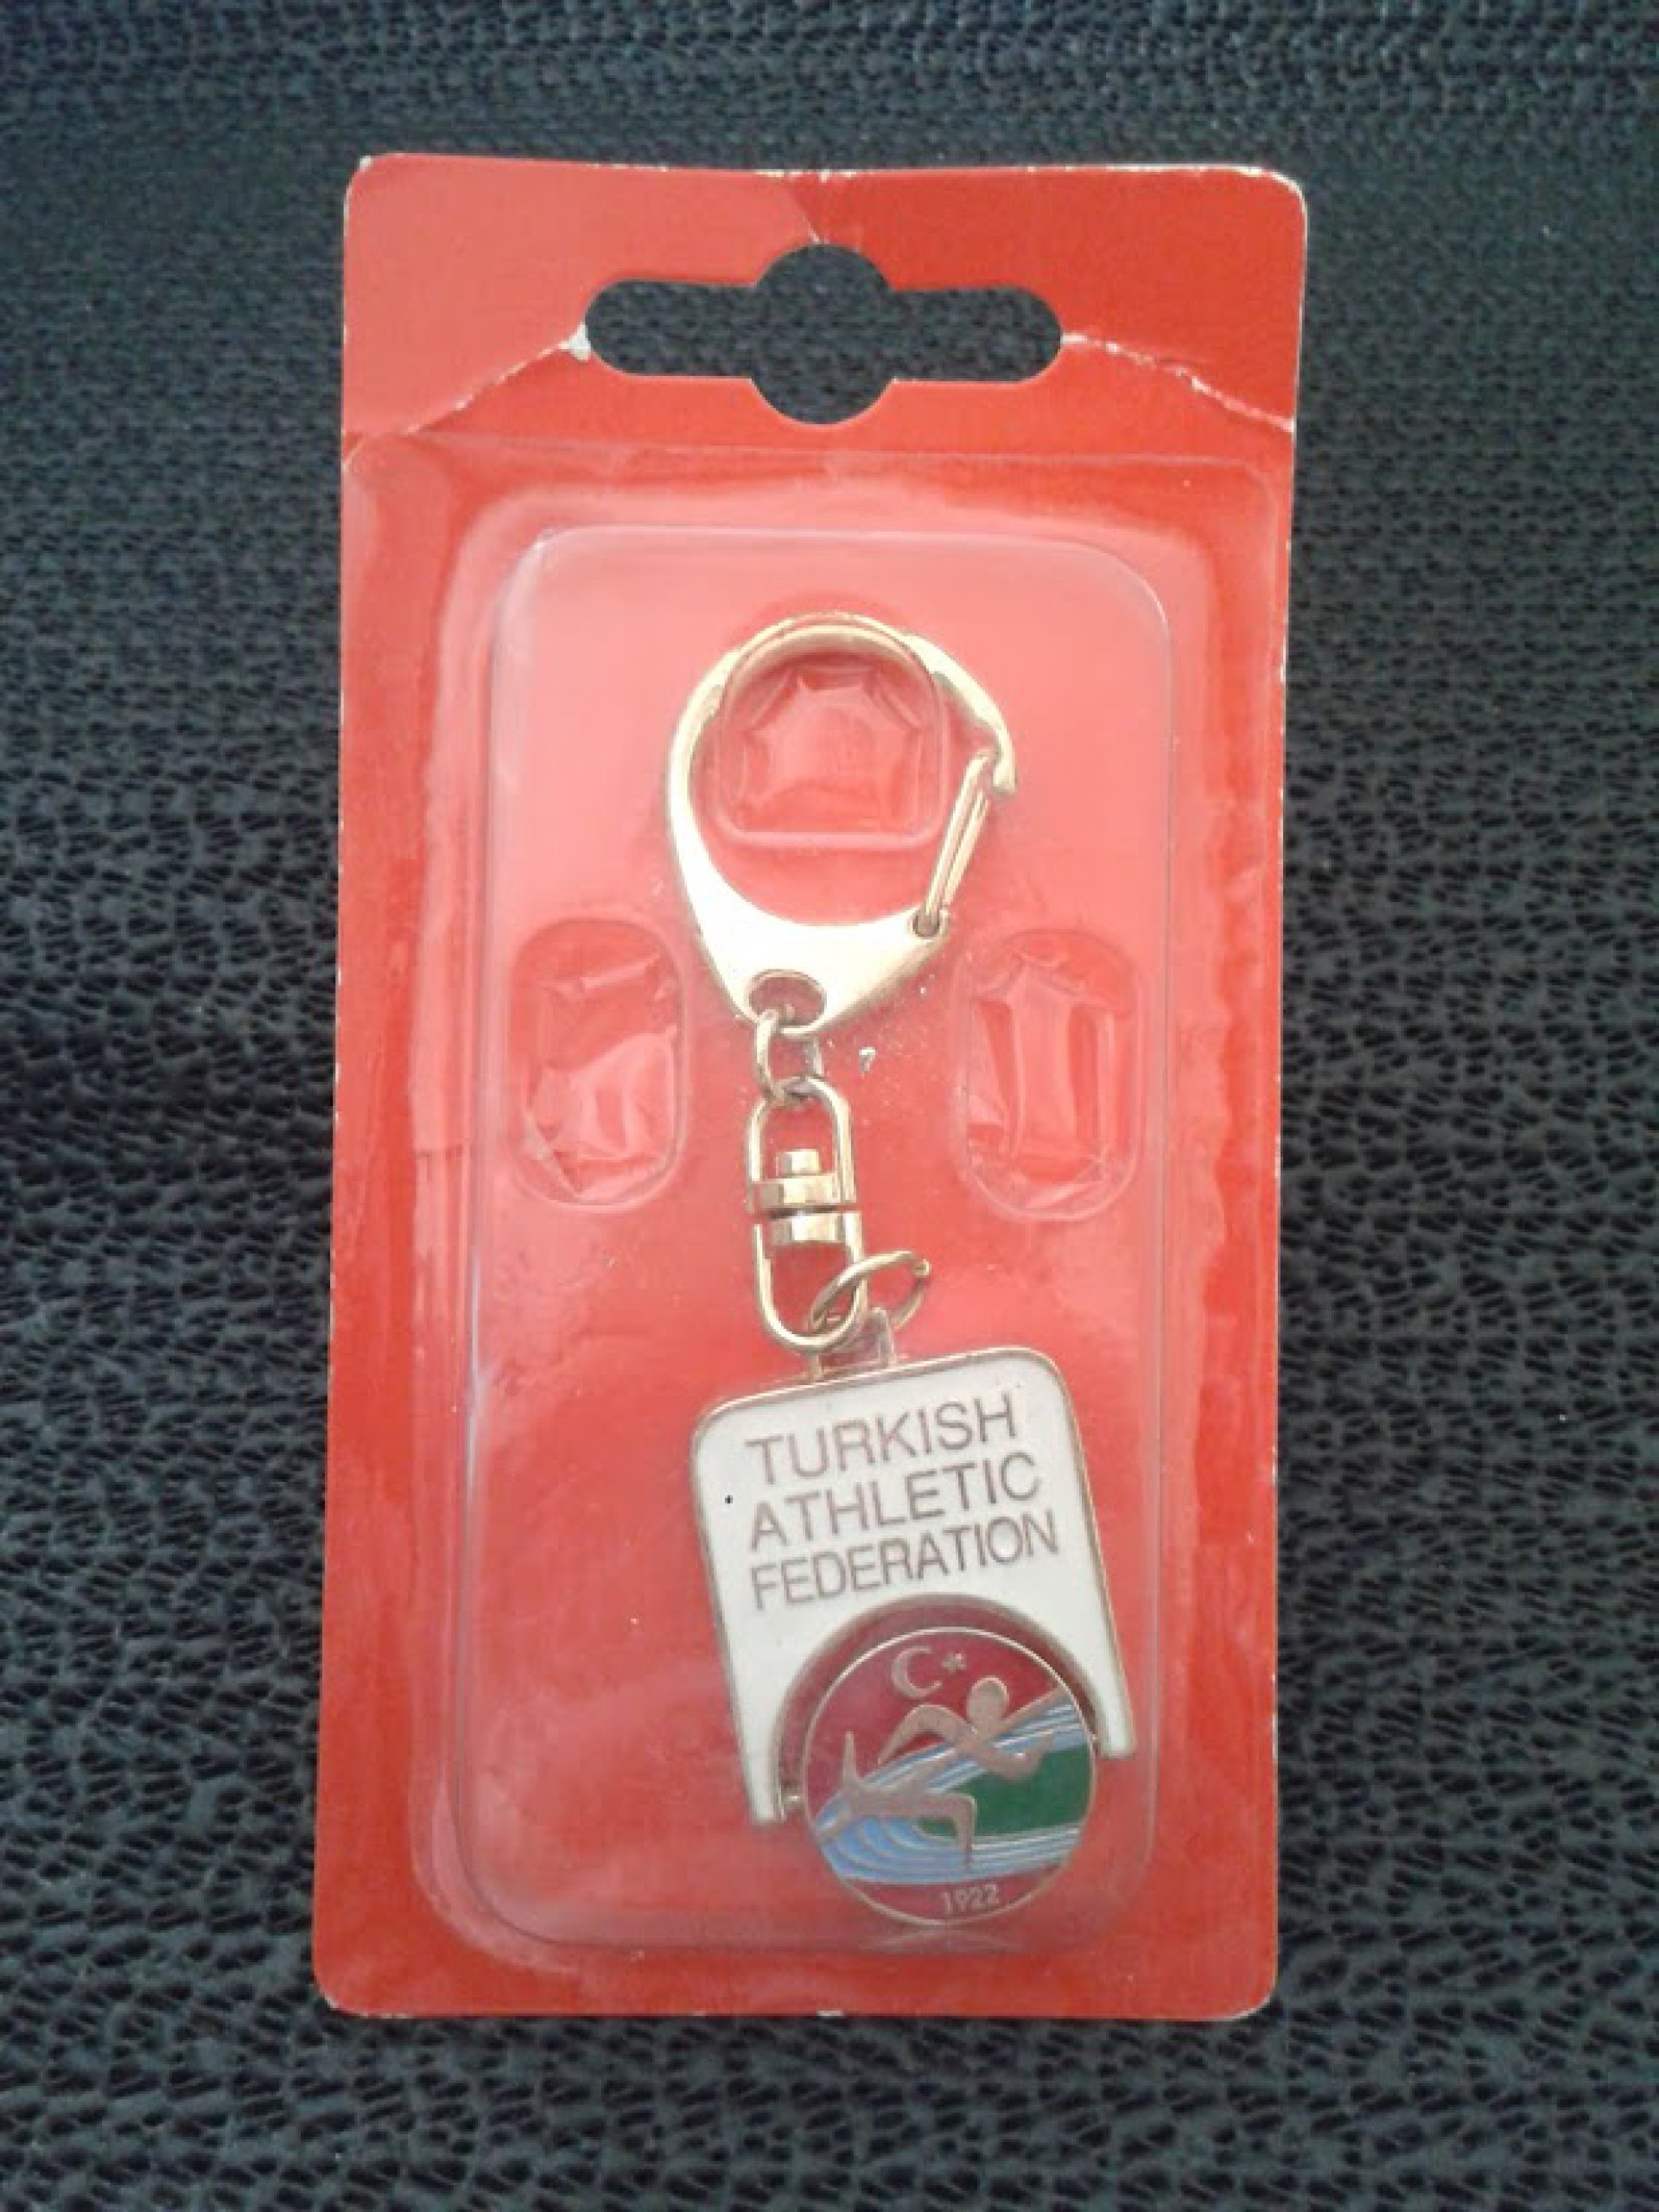 TURKISH
ATHLETIC
FEDERATION
1922